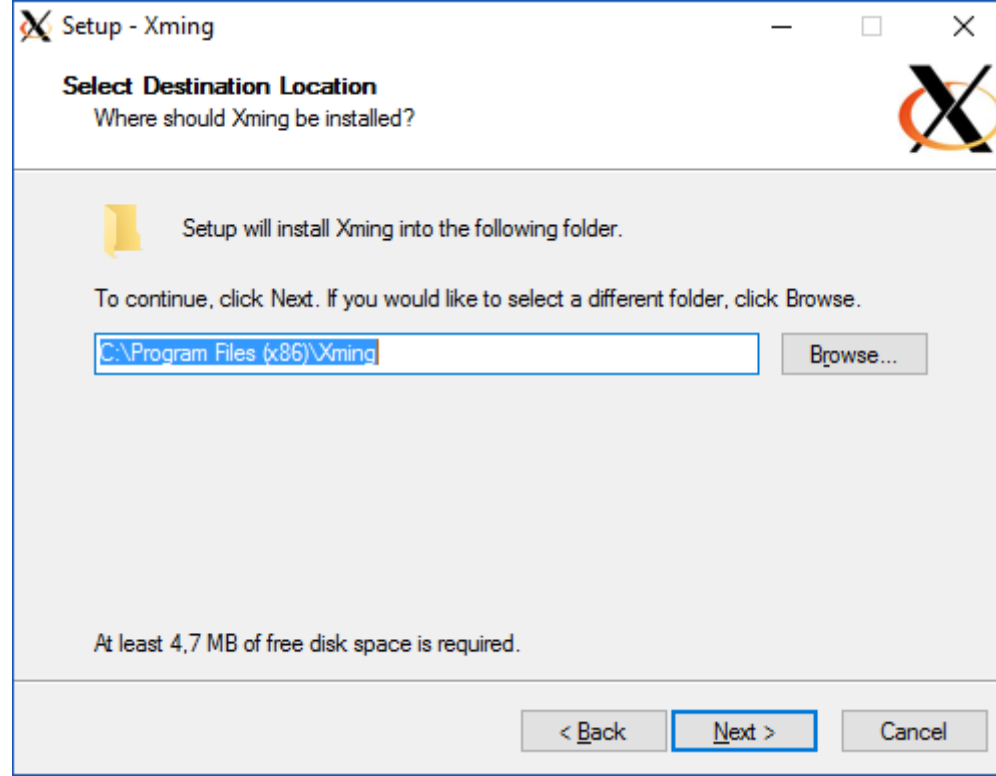 Setup - Xming
Select Destination Location
Where should Xming be installed?
Setup will install Xming into the following folder.
To continue, click Next. If you would like to select a different folder, click Browse.
C:\Program Files (x86)\Xming
Browse...
At least 4,7 MB of free disk space is required.
< Back
Next >
Cancel